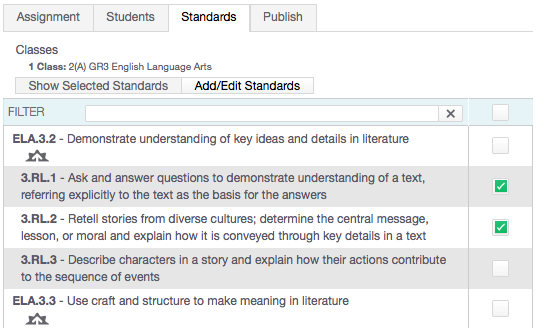 Assignment Students Standards Publish
Classes
1 Class: 2(A) GR3 English Language Arts
Show Selected Standards Add/Edit Standards
FILTER
ELA.3.2 - Demonstrate understanding of key ideas and details in literature
3.RL.1 - Ask and answer questions to demonstrate understanding of a text,
referring explicitly to the text as the basis for the answers
3.RL.2 - Retell stories from diverse cultures; determine the central message,
lesson, or moral and explain how it is conveyed through key details in a text
3.RL.3 - Describe characters in a story and explain how their actions contribute
to the sequence of events
ELA.3.3 - Use craft and structure to make meaning in literature